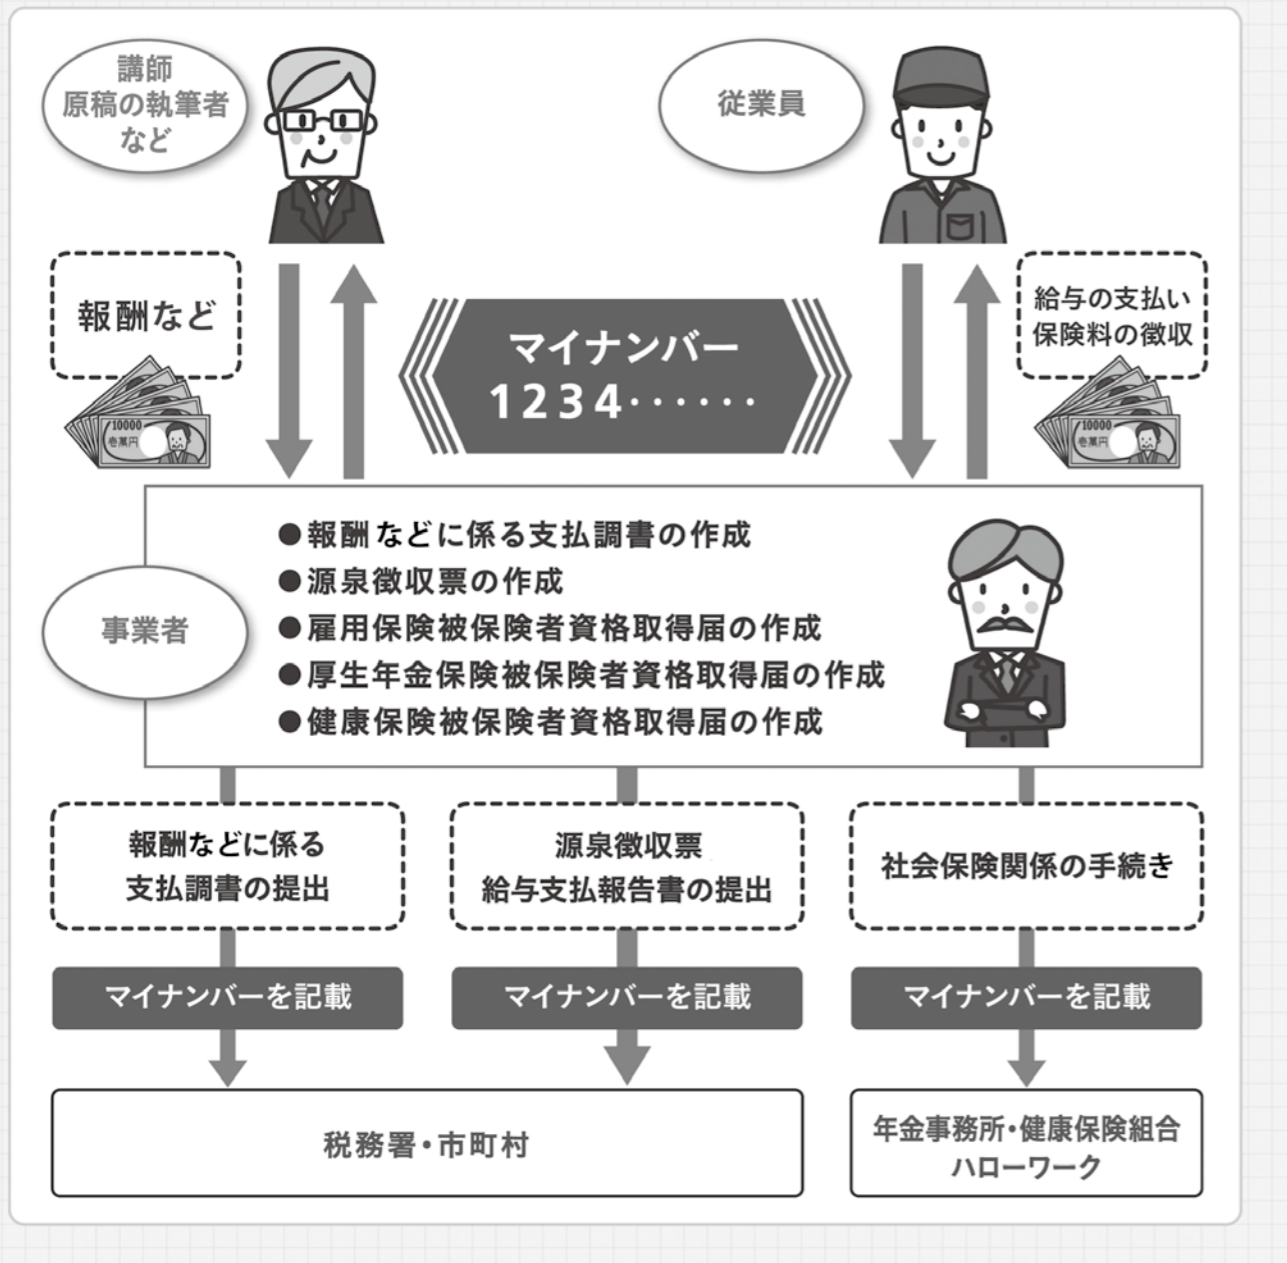 講師
原稿の執筆者
など
従業員
報酬など
10000
壱萬円
マイナンバー
1234······
給与の支払い
保険料の徴収
10000
壱萬円
事業者
●報酬などに係る支払調書の作成
●源泉徴収票の作成
●雇用保険被保険者資格取得届の作成
●厚生年金保険被保険者資格取得届の作成
●健康保険被保険者資格取得届の作成
報酬などに係る
支払調書の提出
源泉徴収票
給与支払報告書の提出
社会保険関係の手続き
マイナンバーを記載
マイナンバーを記載
マイナンバーを記載
税務署・市町村
年金事務所・健康保険組合
ハローワーク